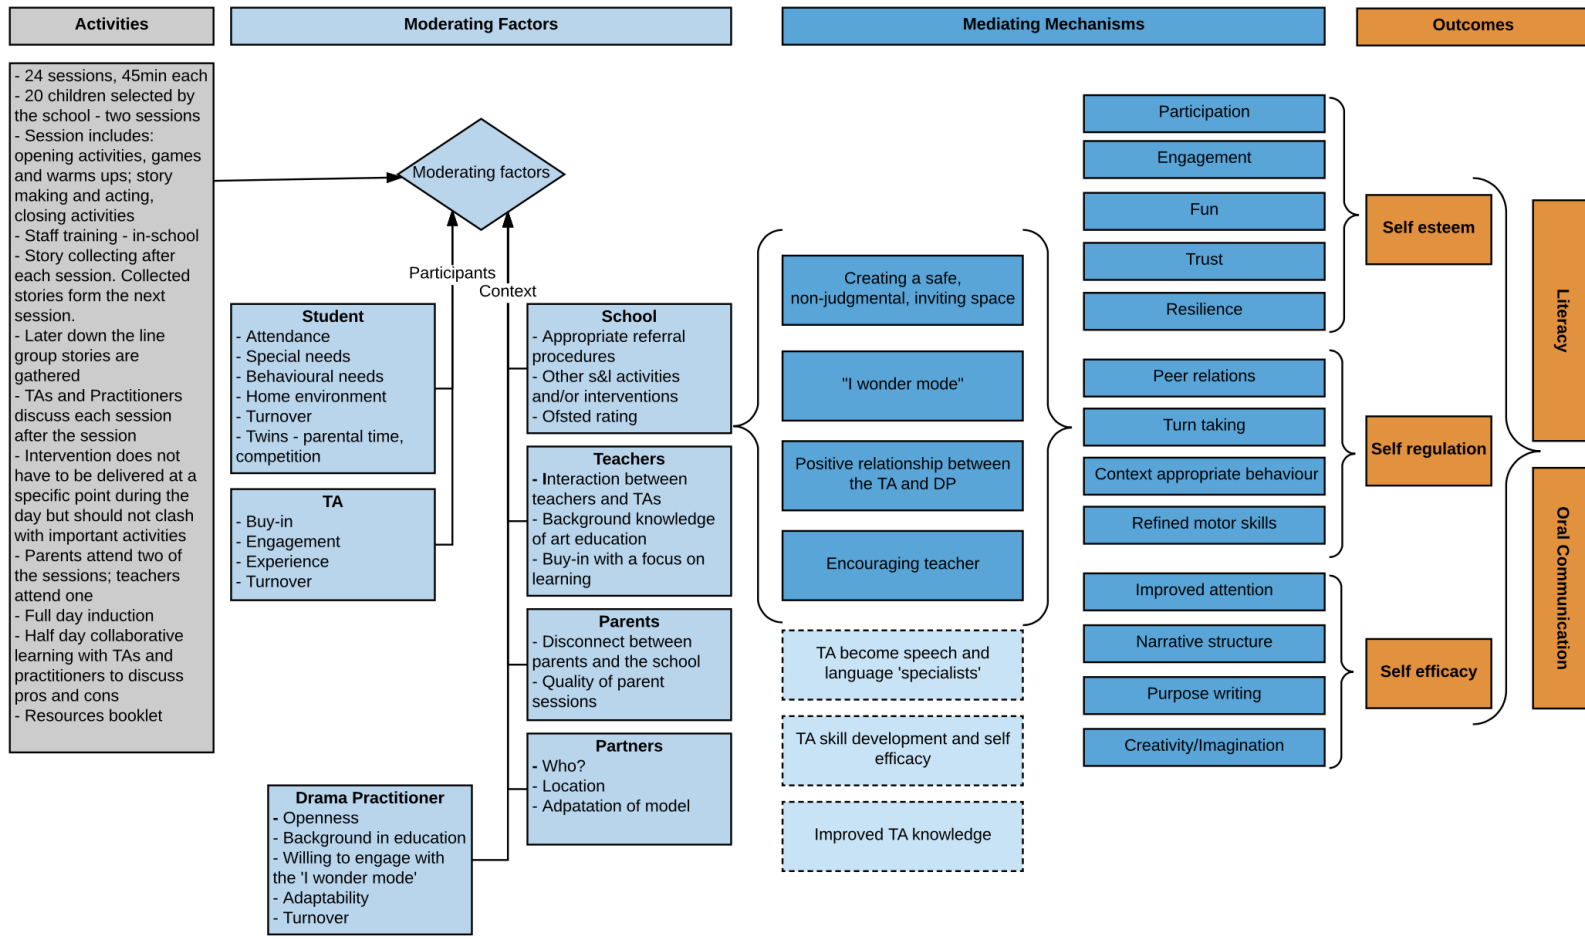 Activities
Moderating Factors
Mediating Mechanisms
Outcomes
- 24 sessions, 45min each
- 20 children selected by
the school - two sessions
- Session includes:
opening activities, games
and warms ups; story
making and acting,
closing activities
- Staff training - in-school
- Story collecting after
each session. Collected
stories form the next
session.
- Later down the line
group stories are
gathered
- TAs and Practitioners
discuss each session
after the session
- Intervention does not
have to be delivered at a
specific point during the
day but should not clash
with important activities
- Parents attend two of
the sessions; teachers
attend one
- Full day induction
- Half day collaborative
learning with TAs and
practitioners to discuss
pros and cons
- Resources booklet
Moderating factors
Participants
Context
Student
- Attendance
- Special needs
- Behavioural needs
- Home environment
- Turnover
- Twins - parental time,
competition
TA
- Buy-in
- Engagement
- Experience
- Turnover
Drama Practitioner
- Openness
- Background in education
- Willing to engage with
the 'I wonder mode'
- Adaptability
- Turnover
School
- Appropriate referral
procedures
- Other s&l activities
and/or interventions
- Ofsted rating
Teachers
- Interaction between
teachers and TAs
- Background knowledge
of art education
- Buy-in with a focus on
learning
Parents
- Disconnect between
parents and the school
- Quality of parent
sessions
Partners
- Who?
- Location
- Adpatation of model
Creating a safe,
non-judgmental, inviting space
"I wonder mode"
Positive relationship between
the TA and DP
Encouraging teacher
TA become speech and
language 'specialists'
TA skill development and self
efficacy
Improved TA knowledge
Participation
Engagement
Fun
Trust
Resilience
Peer relations
Turn taking
Context appropriate behaviour
Refined motor skills
Improved attention
Narrative structure
Purpose writing
Creativity/Imagination
Self esteem
Self regulation
Self efficacy
Literacy
Oral Communication